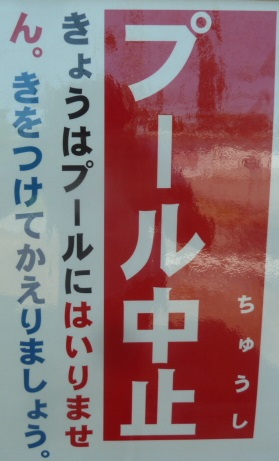 プール中止
ちゅうし
きょうはプールにはいりませ
ん。きをつけてかえりましょう。